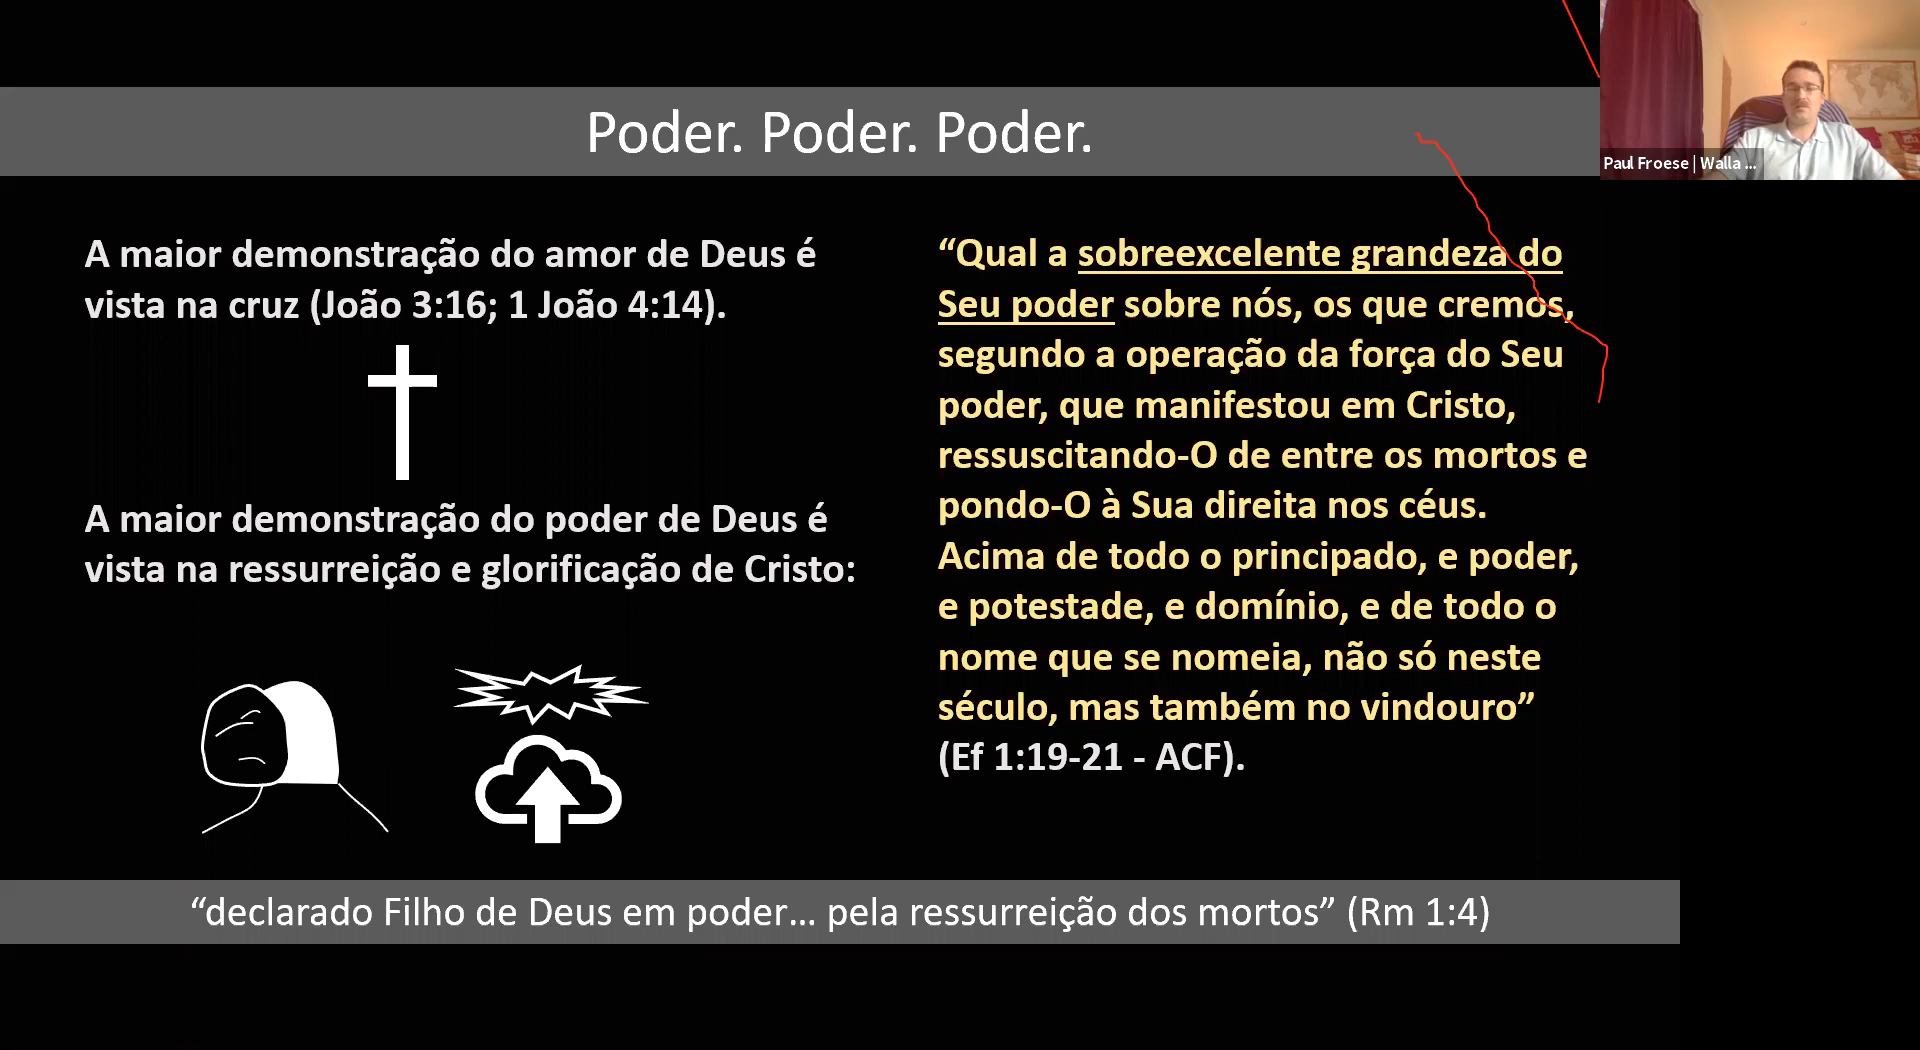 Poder. Poder. Poder.
Paul Froese | Walla ...
A maior demonstração do amor de Deus é
vista na cruz (João 3:16; 1 João 4:14).
A maior demonstração do poder de Deus é
vista na ressurreição e glorificação de Cristo:
“Qual a sobreexcelente grandeza do
Seu poder sobre nós, os que cremos,
segundo a operação da força do Seu
poder, que manifestou em Cristo,
ressuscitando-O de entre os mortos e
pondo-O à Sua direita nos céus.
Acima de todo o principado, e poder,
e potestade, e domínio, e de todo o
nome que se nomeia, não só neste
século, mas também no vindouro”
(Ef 1:19-21 - ACF).
“declarado Filho de Deus em poder... pela ressurreição dos mortos” (Rm 1:4)